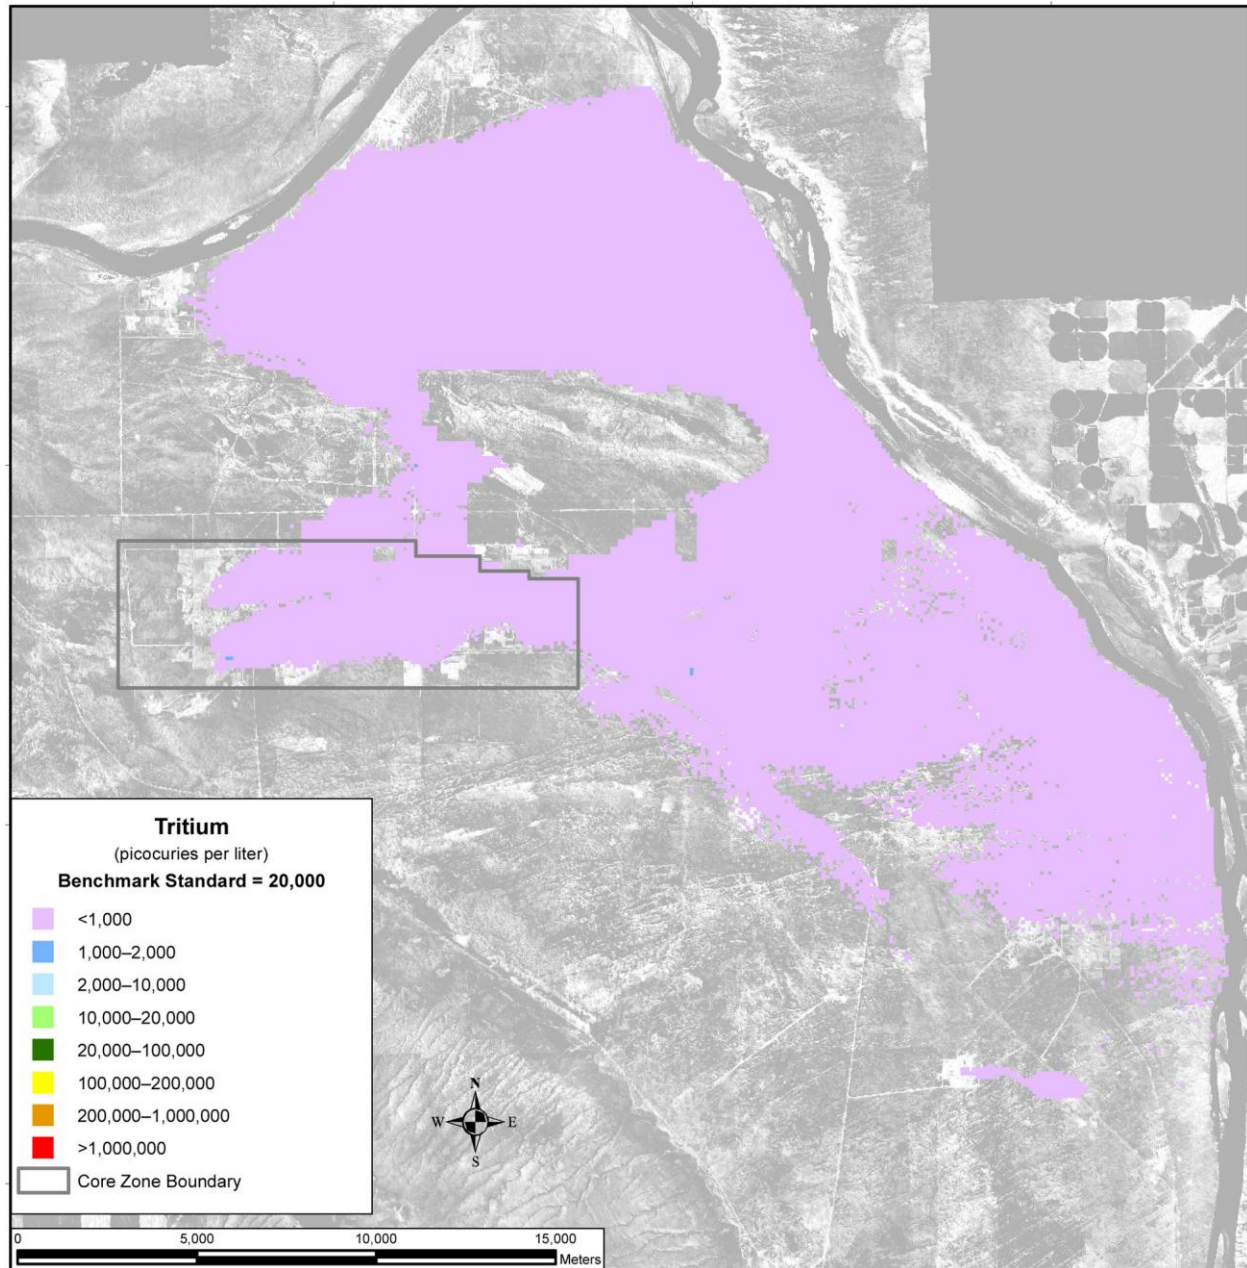 Tritium
(picocuries per liter)
Benchmark Standard = 20,000
<1,000
1,000–2,000
2,000–10,000
10,000–20,000
20,000–100,000
100,000–200,000
200,000–1,000,000
>1,000,000
Core Zone Boundary
N
W E
S
0 5,000 10,000 15,000
Meters